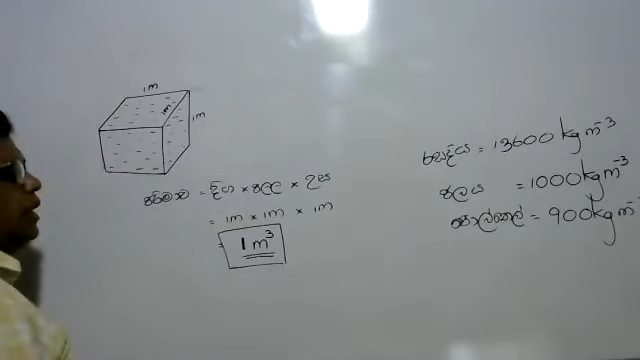 1m
1m
1m
පරිමාව = දිග × පළල × උස
= 1m × 1m × 1m
= 1 m³
රසදිය = 13600 kg m⁻³
ජලය = 1000 kg m⁻³
පොල්තෙල් = 900 kg m⁻³